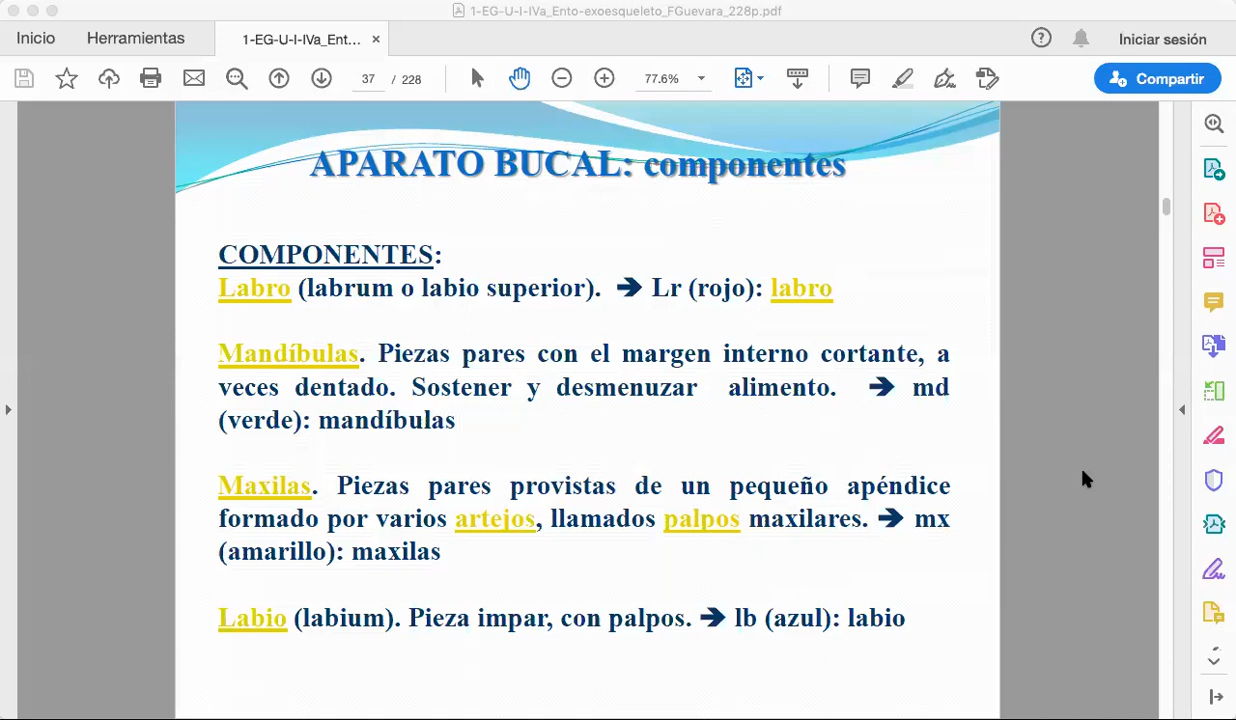 1-EG-U-I-IVa_Ento-exoesqueleto_FGuevara_228p.pdf
Inicio
Herramientas
1-EG-U-I-IVa_Ent...
×
Iniciar sesión
37 / 228
77.6%
Compartir
APARATO BUCAL: componentes
COMPONENTES:
Labro (labrum o labio superior). ➔ Lr (rojo): labro
Mandíbulas. Piezas pares con el margen interno cortante, a
veces dentado. Sostener y desmenuzar alimento. ➔ md
(verde): mandíbulas
Maxilas. Piezas pares provistas de un pequeño apéndice
formado por varios artejos, llamados palpos maxilares. ➔ mx
(amarillo): maxilas
Labio (labium). Pieza impar, con palpos. ➔ lb (azul): labio